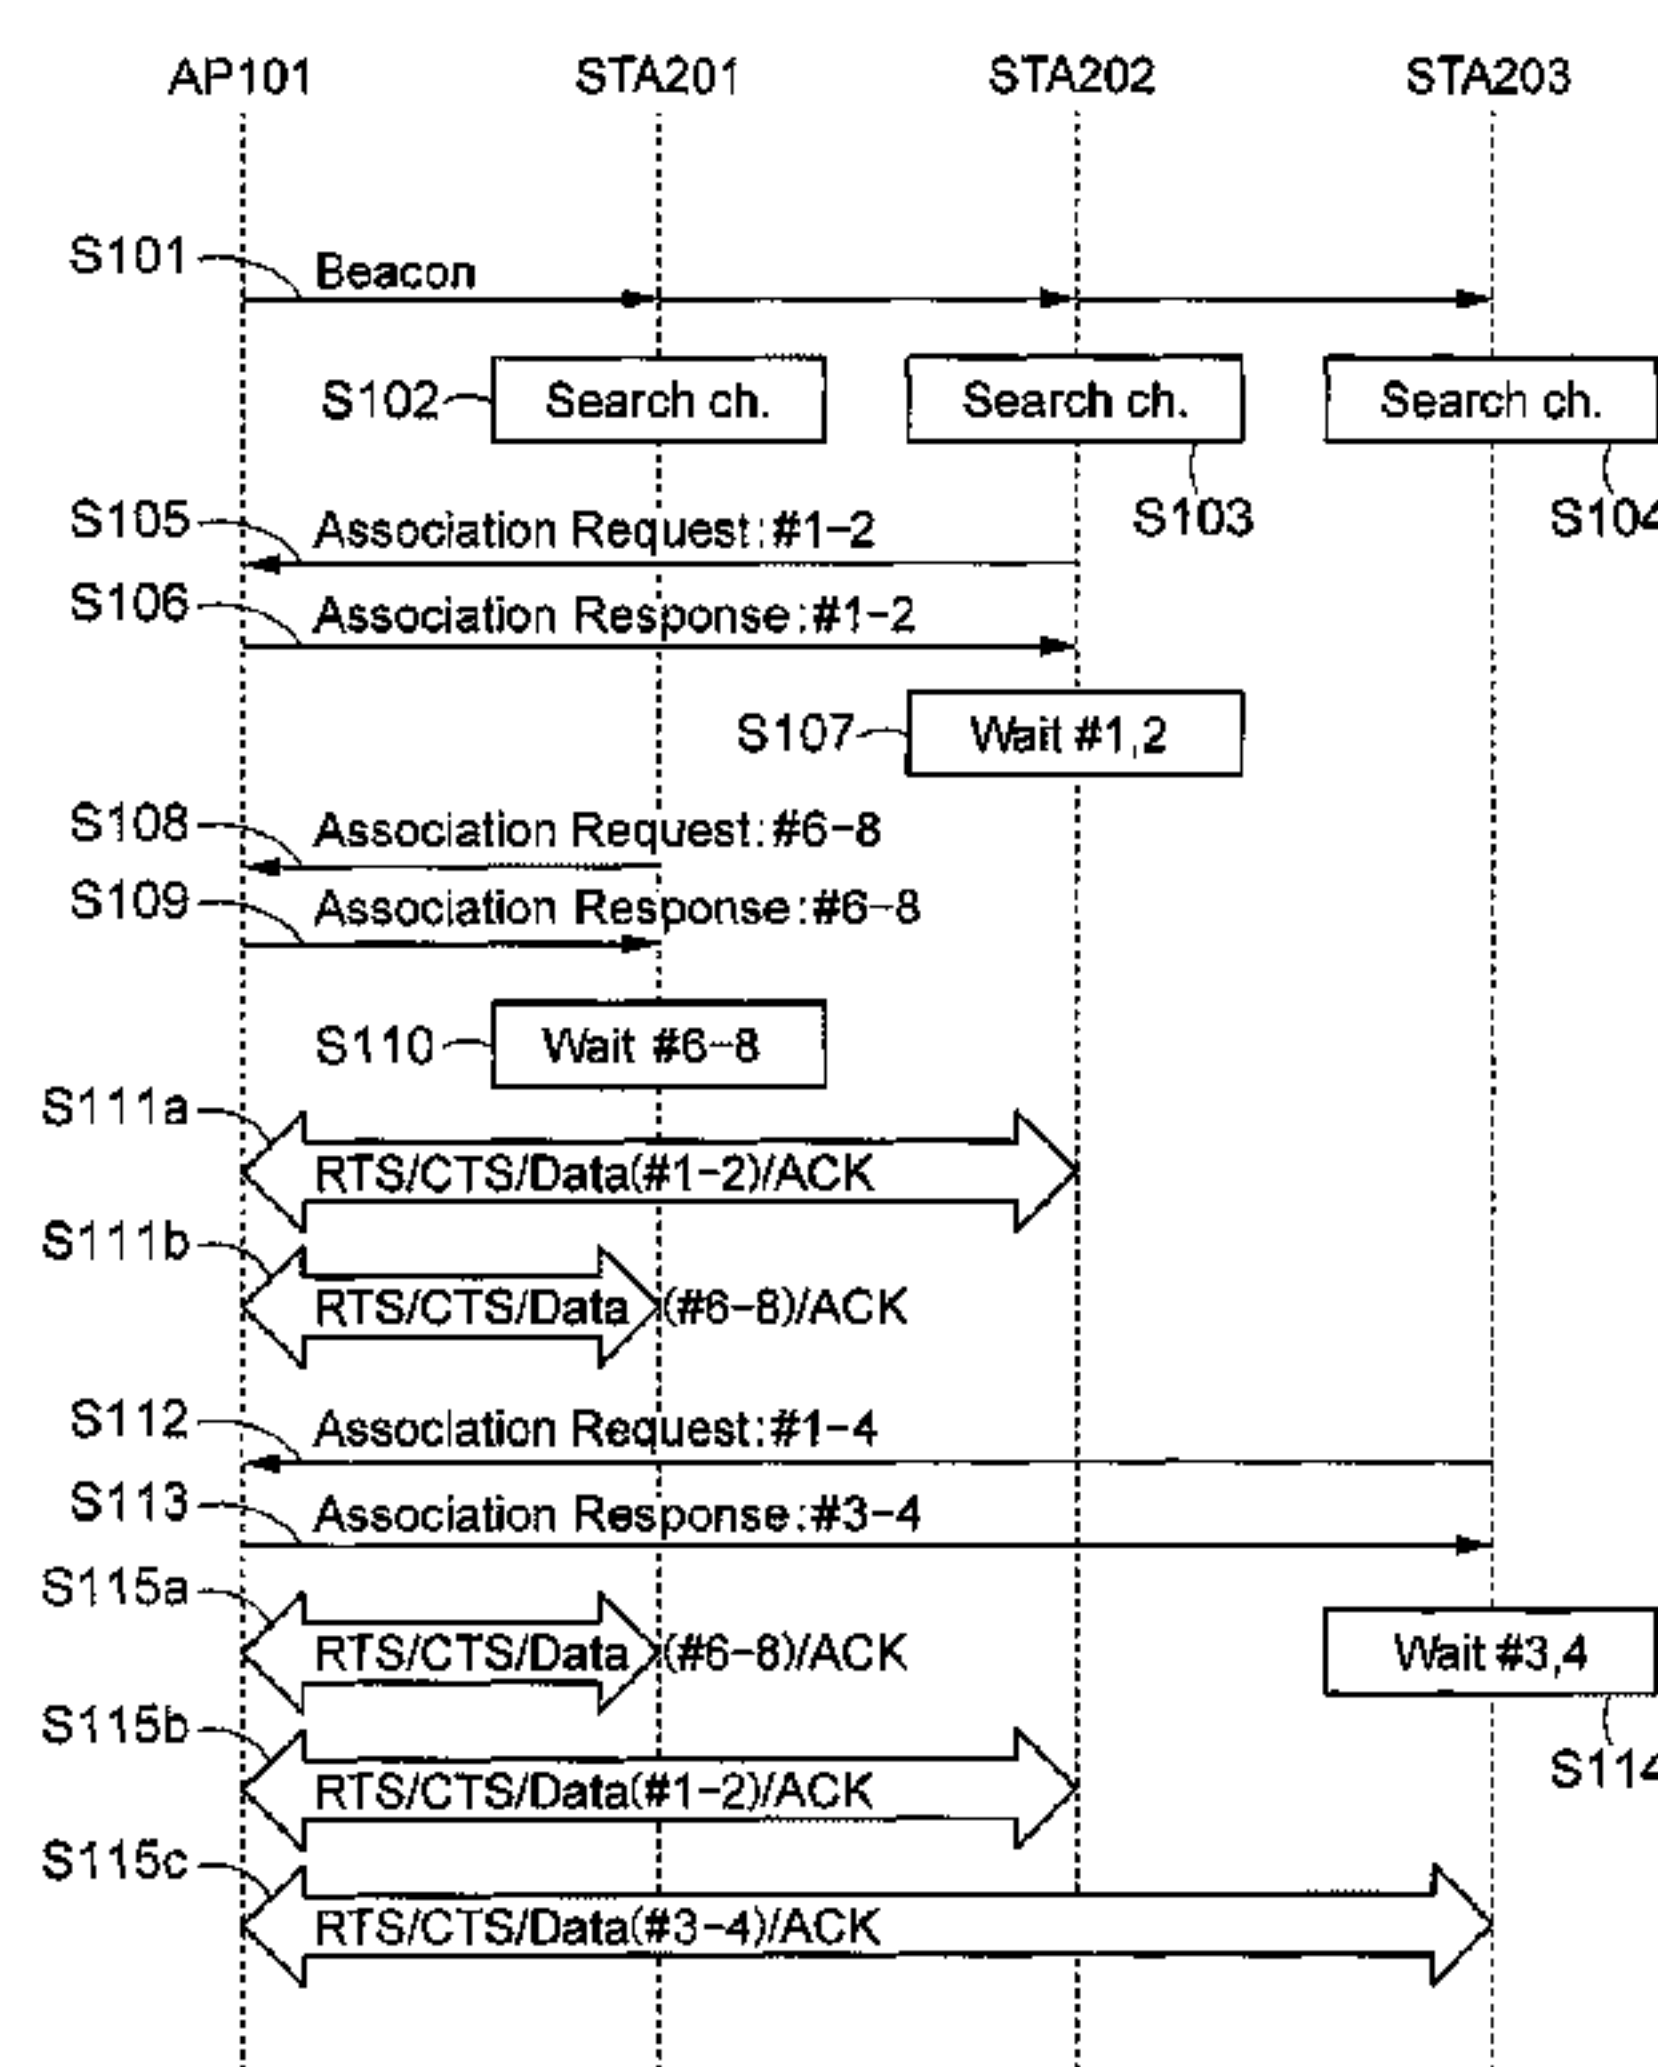 AP101 STA201 STA202 STA203
S101 Beacon
S102 Search ch. Search ch. Search ch.
S103 S104
S105 Association Request:#1-2
S106 Association Response:#1-2
S107 Wait #1,2
S108 Association Request:#6-8
S109 Association Response:#6-8
S110 Wait #6-8
S111a
RTS/CTS/Data(#1-2)/ACK
S111b
RTS/CTS/Data (#6-8)/ACK
S112 Association Request:#1-4
S113 Association Response:#3-4
S115a
RTS/CTS/Data (#6-8)/ACK Wait #3,4
S115b S114
RTS/CTS/Data(#1-2)/ACK
S115c
RTS/CTS/Data(#3-4)/ACK